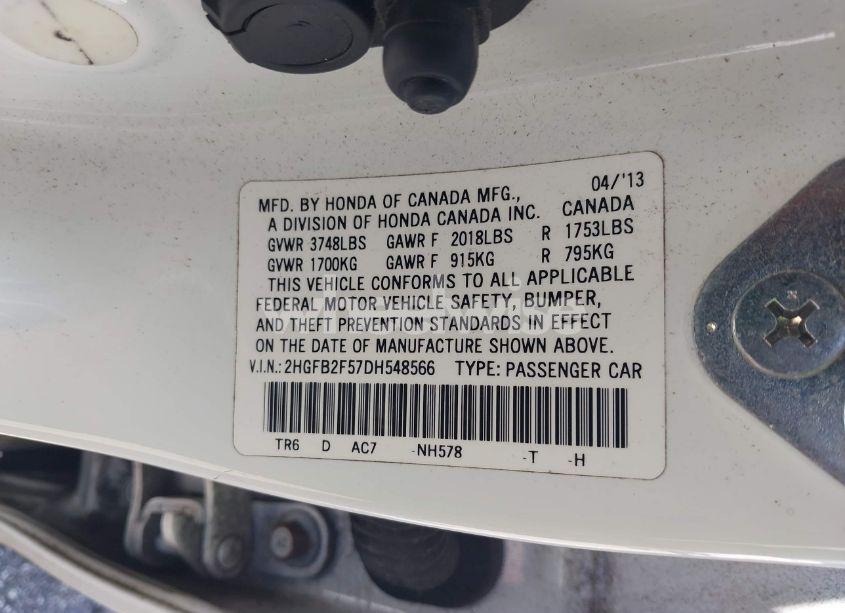 MFD. BY HONDA OF CANADA MFG., 04/'13
A DIVISION OF HONDA CANADA INC. CANADA
GVWR 3748LBS GAWR F 2018LBS R 1753LBS
GVWR 1700KG GAWR F 915KG R 795KG
THIS VEHICLE CONFORMS TO ALL APPLICABLE
FEDERAL MOTOR VEHICLE SAFETY, BUMPER,
AND THEFT PREVENTION STANDARDS IN EFFECT
ON THE DATE OF MANUFACTURE SHOWN ABOVE.
V.I.N.: 2HGFB2F57DH548566 TYPE: PASSENGER CAR
TR6 D AC7 -NH578 -T -H